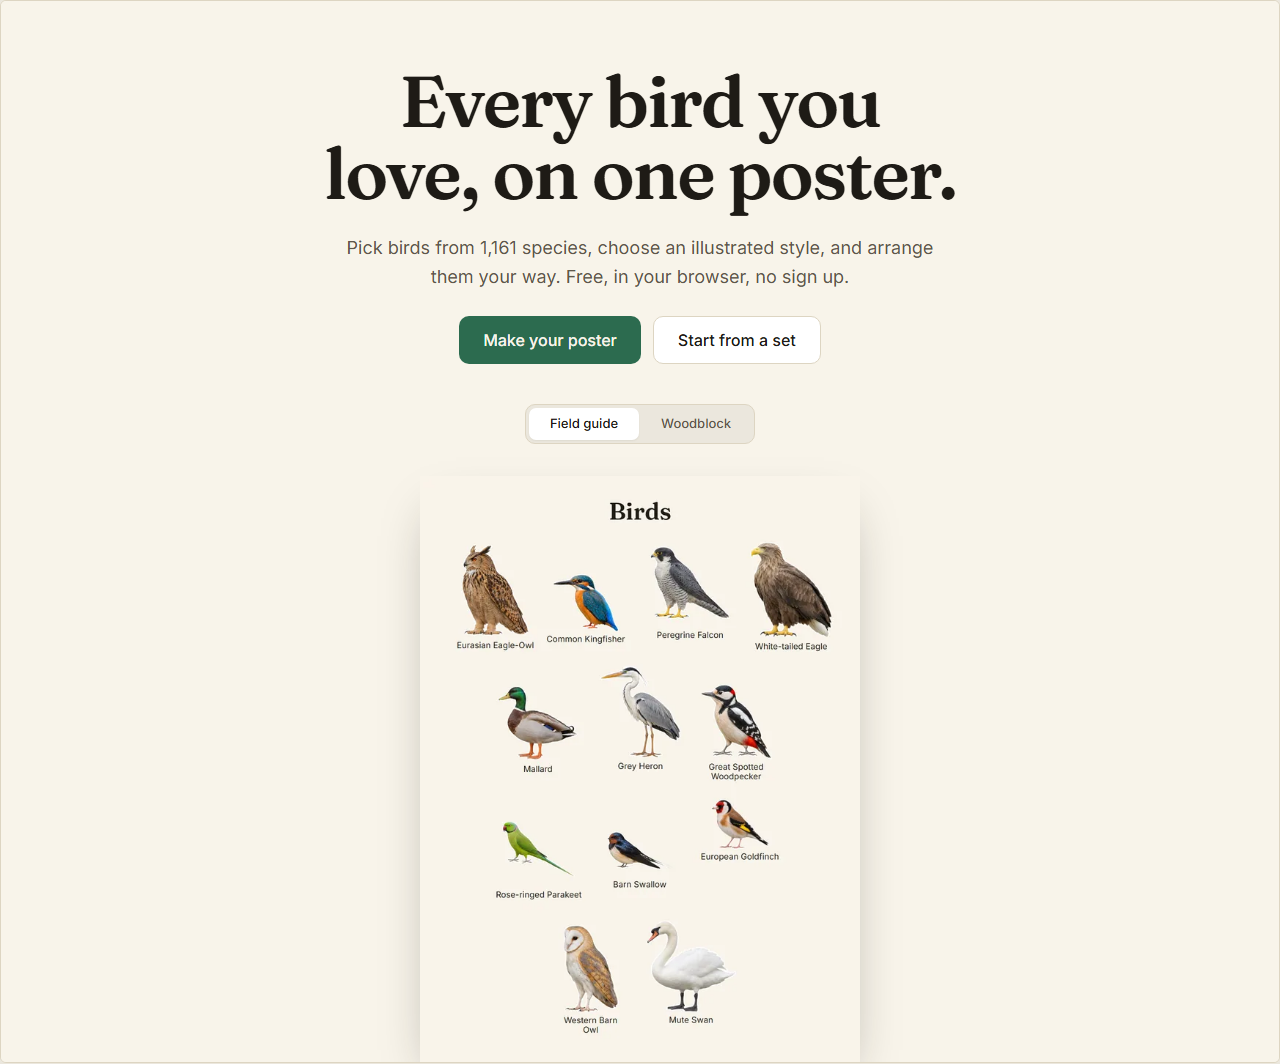 Every bird you
love, on one poster.
Pick birds from 1,161 species, choose an illustrated style, and arrange
them your way. Free, in your browser, no sign up.
Make your poster
Start from a set
Field guide
Woodblock
Birds
Eurasian Eagle-Owl
Common Kingfisher
Peregrine Falcon
White-tailed Eagle
Mallard
Grey Heron
Great Spotted
Woodpecker
Rose-ringed Parakeet
Barn Swallow
European Goldfinch
Western Barn
Owl
Mute Swan